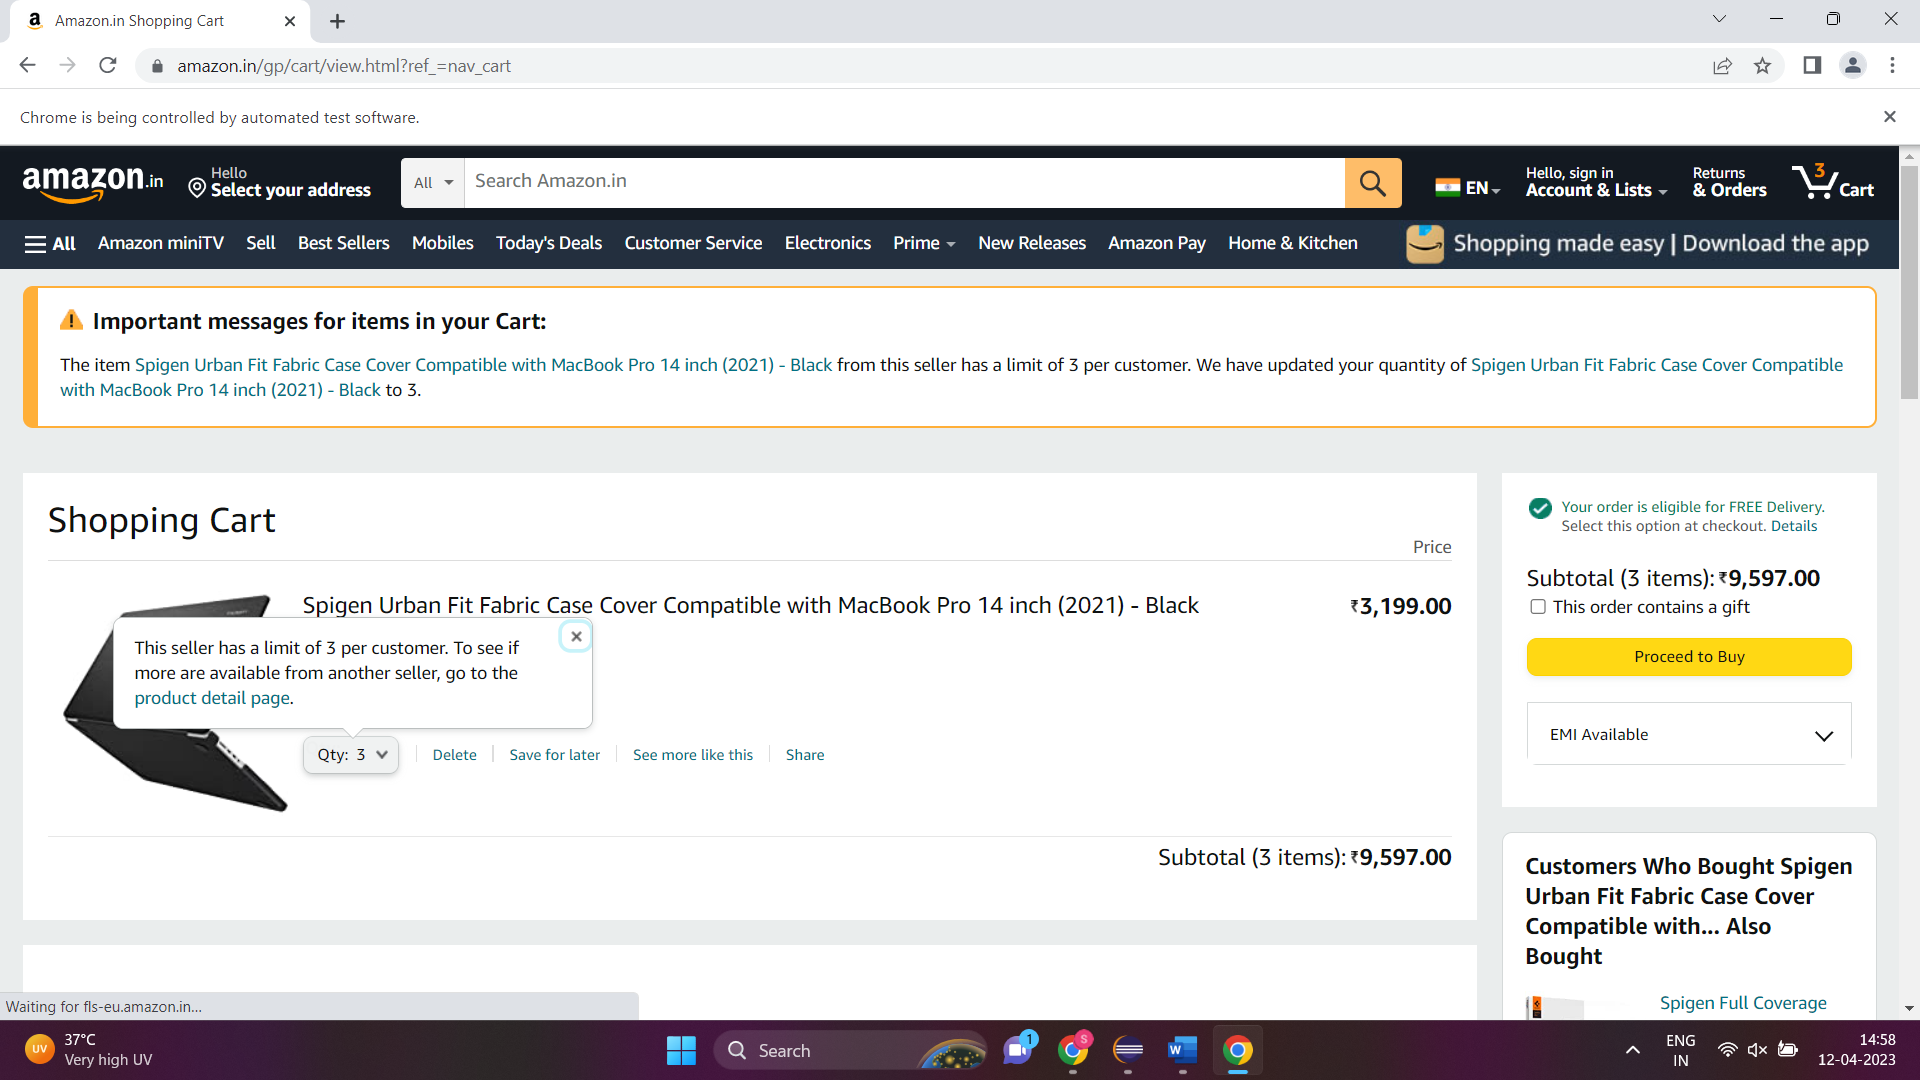 Amazon.in Shopping Cart
amazon.in/gp/cart/view.html?ref_=nav_cart
Chrome is being controlled by automated test software.
amazon.in
Hello
Select your address
All
Search Amazon.in
EN
Hello, sign in
Account & Lists
Returns
& Orders
3
Cart
All
Amazon miniTV
Sell
Best Sellers
Mobiles
Today's Deals
Customer Service
Electronics
Prime
New Releases
Amazon Pay
Home & Kitchen
Shopping made easy | Download the app
Important messages for items in your Cart:
The item Spigen Urban Fit Fabric Case Cover Compatible with MacBook Pro 14 inch (2021) - Black from this seller has a limit of 3 per customer. We have updated your quantity of Spigen Urban Fit Fabric Case Cover Compatible
with MacBook Pro 14 inch (2021) - Black to 3.
Shopping Cart
Price
Spigen Urban Fit Fabric Case Cover Compatible with MacBook Pro 14 inch (2021) - Black
₹3,199.00
This seller has a limit of 3 per customer. To see if
more are available from another seller, go to the
product detail page.
Qty: 3
Delete
Save for later
See more like this
Share
Subtotal (3 items): ₹9,597.00
Your order is eligible for FREE Delivery.
Select this option at checkout. Details
Subtotal (3 items): ₹9,597.00
This order contains a gift
Proceed to Buy
EMI Available
Customers Who Bought Spigen
Urban Fit Fabric Case Cover
Compatible with... Also
Bought
Spigen Full Coverage
Waiting for fls-eu.amazon.in...
UV
37°C
Very high UV
Search
1
S
W
ENG
IN
14:58
12-04-2023